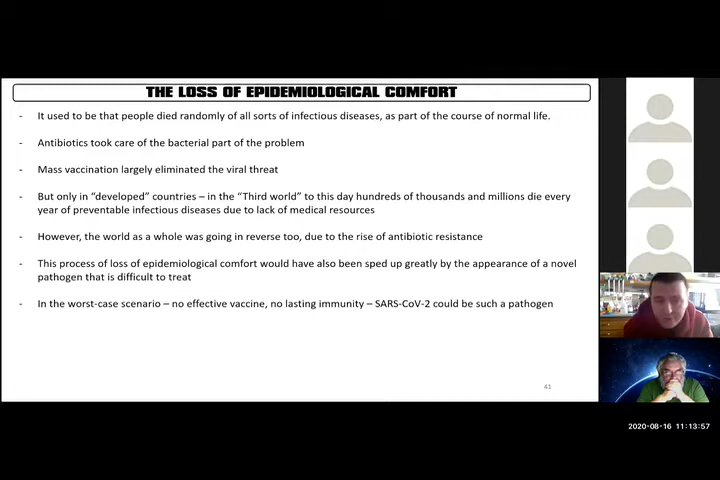 THE LOSS OF EPIDEMIOLOGICAL COMFORT
- It used to be that people died randomly of all sorts of infectious diseases, as part of the course of normal life.
- Antibiotics took care of the bacterial part of the problem
- Mass vaccination largely eliminated the viral threat
- But only in “developed” countries – in the “Third world” to this day hundreds of thousands and millions die every
year of preventable infectious diseases due to lack of medical resources
- However, the world as a whole was going in reverse too, due to the rise of antibiotic resistance
- This process of loss of epidemiological comfort would have also been sped up greatly by the appearance of a novel
pathogen that is difficult to treat
- In the worst-case scenario – no effective vaccine, no lasting immunity – SARS-CoV-2 could be such a pathogen
41
2020-08-16 11:13:57